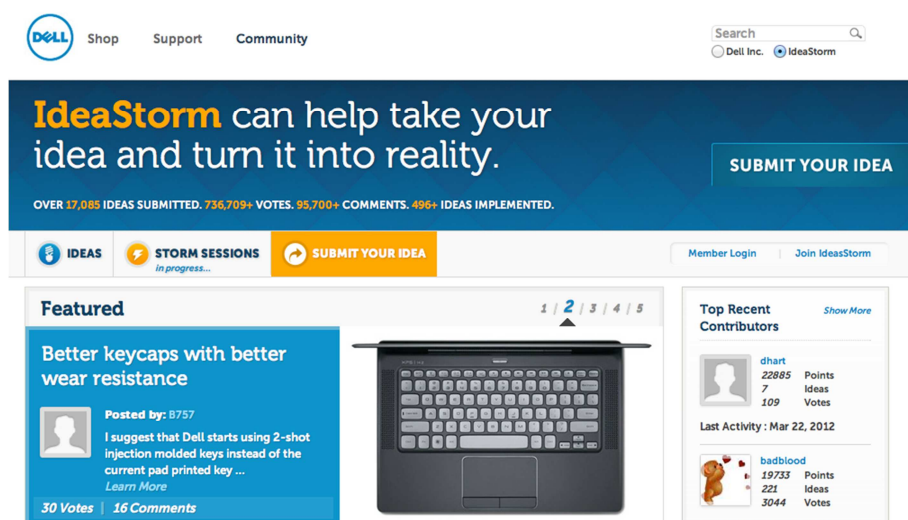 DELL
Shop
Support
Community
Search
Dell Inc.
IdeaStorm
IdeaStorm can help take your
idea and turn it into reality.
SUBMIT YOUR IDEA
OVER 17,085 IDEAS SUBMITTED. 736,709+ VOTES. 95,700+ COMMENTS. 496+ IDEAS IMPLEMENTED.
IDEAS
STORM SESSIONS
in progress...
SUBMIT YOUR IDEA
Member Login
Join IdeasStorm
Featured
1 / 2 / 3 / 4 / 5
Better keycaps with better
wear resistance
Posted by: B757
I suggest that Dell starts using 2-shot
injection molded keys instead of the
current pad printed key ...
Learn More
30 Votes | 16 Comments
Top Recent
Contributors
Show More
dhart
22885 Points
7 Ideas
109 Votes
Last Activity : Mar 22, 2012
badblood
19733 Points
221 Ideas
3044 Votes